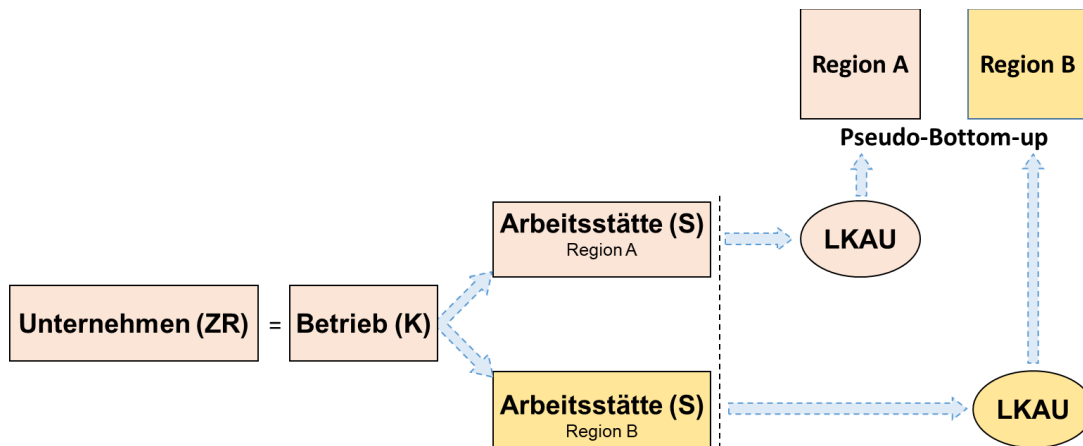 Region A
Region B
Pseudo-Bottom-up
Arbeitsstätte (S)
Region A
LKAU
Unternehmen (ZR)
=
Betrieb (K)
Arbeitsstätte (S)
Region B
LKAU